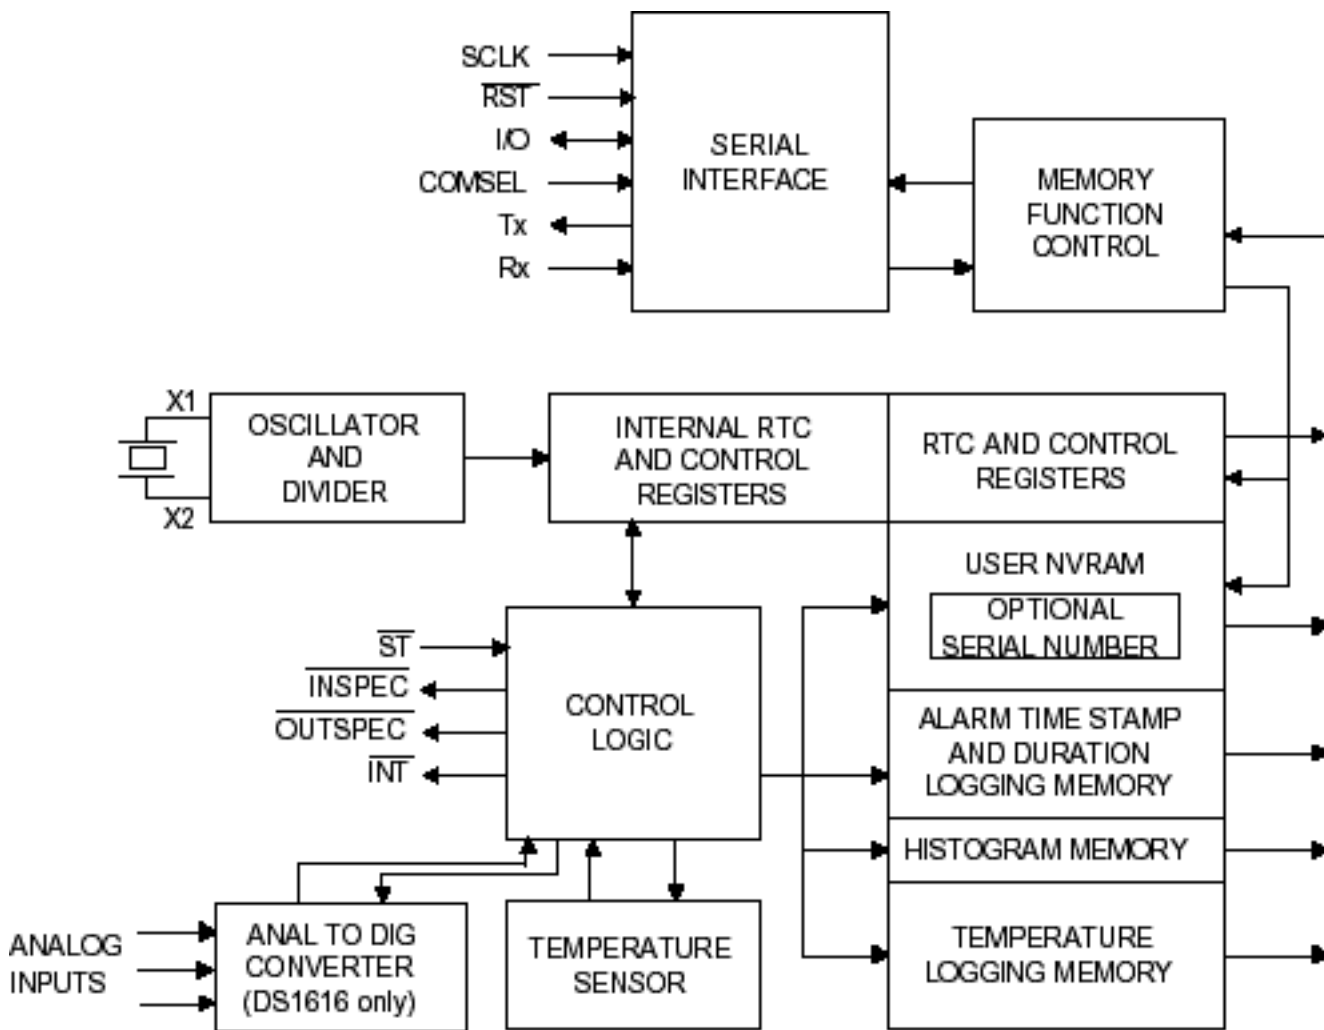 SCLK
RST
I/O
COMSEL
Tx
Rx
SERIAL
INTERFACE
MEMORY
FUNCTION
CONTROL
X1
X2
OSCILLATOR
AND
DIVIDER
INTERNAL RTC
AND CONTROL
REGISTERS
RTC AND CONTROL
REGISTERS
USER NVRAM
OPTIONAL
SERIAL NUMBER
ST
INSPEC
OUTSPEC
INT
CONTROL
LOGIC
ALARM TIME STAMP
AND DURATION
LOGGING MEMORY
HISTOGRAM MEMORY
ANALOG
INPUTS
ANAL TO DIG
CONVERTER
(DS1616 only)
TEMPERATURE
SENSOR
TEMPERATURE
LOGGING MEMORY